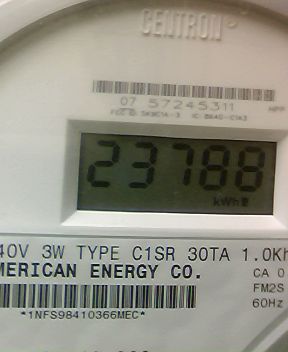 CENTRON
07 57245311
23788
kWh
40V 3W TYPE C1SR 30TA 1.0Kh
MERICAN ENERGY CO.
CA 0
FM2S
60Hz
*1NFS98410366MEC*